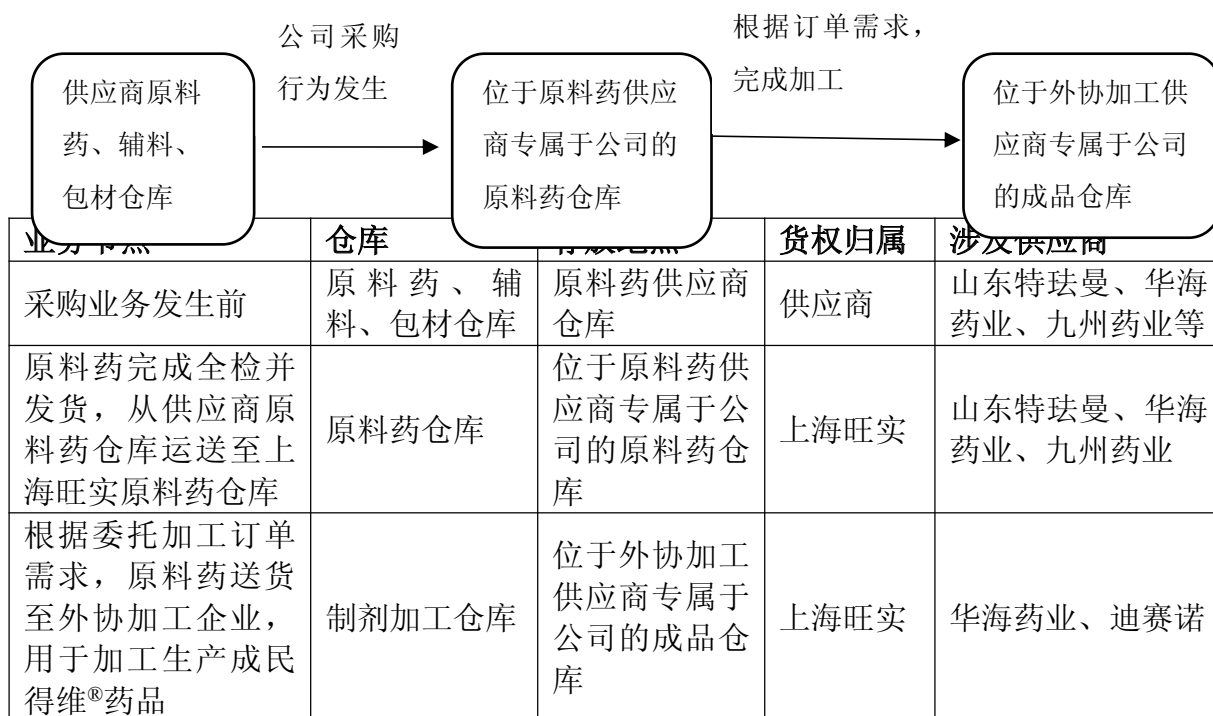 公司采购
行为发生
根据订单需求，
完成加工
供应商原料
药、辅料、
包材仓库
位于原料药供应
商专属于公司的
原料药仓库
位于外协加工供
应商专属于公司
的成品仓库
仓库
货权归属
采购业务发生前
原料药、辅
料、包材仓库
原料药供应商
仓库
供应商
山东特珐曼、华海
药业、九州药业等
原料药完成全检并
发货，从供应商原
料药仓库运送至上
海旺实原料药仓库
原料药仓库
位于原料药供
应商专属于公
司的原料药仓
库
上海旺实
山东特珐曼、华海
药业、九州药业
根据委托加工订单
需求，原料药送货
至外协加工企业，
用于加工生产成民
得维®药品
制剂加工仓库
位于外协加工
供应商专属于
公司的成品仓
库
上海旺实
华海药业、迪赛诺